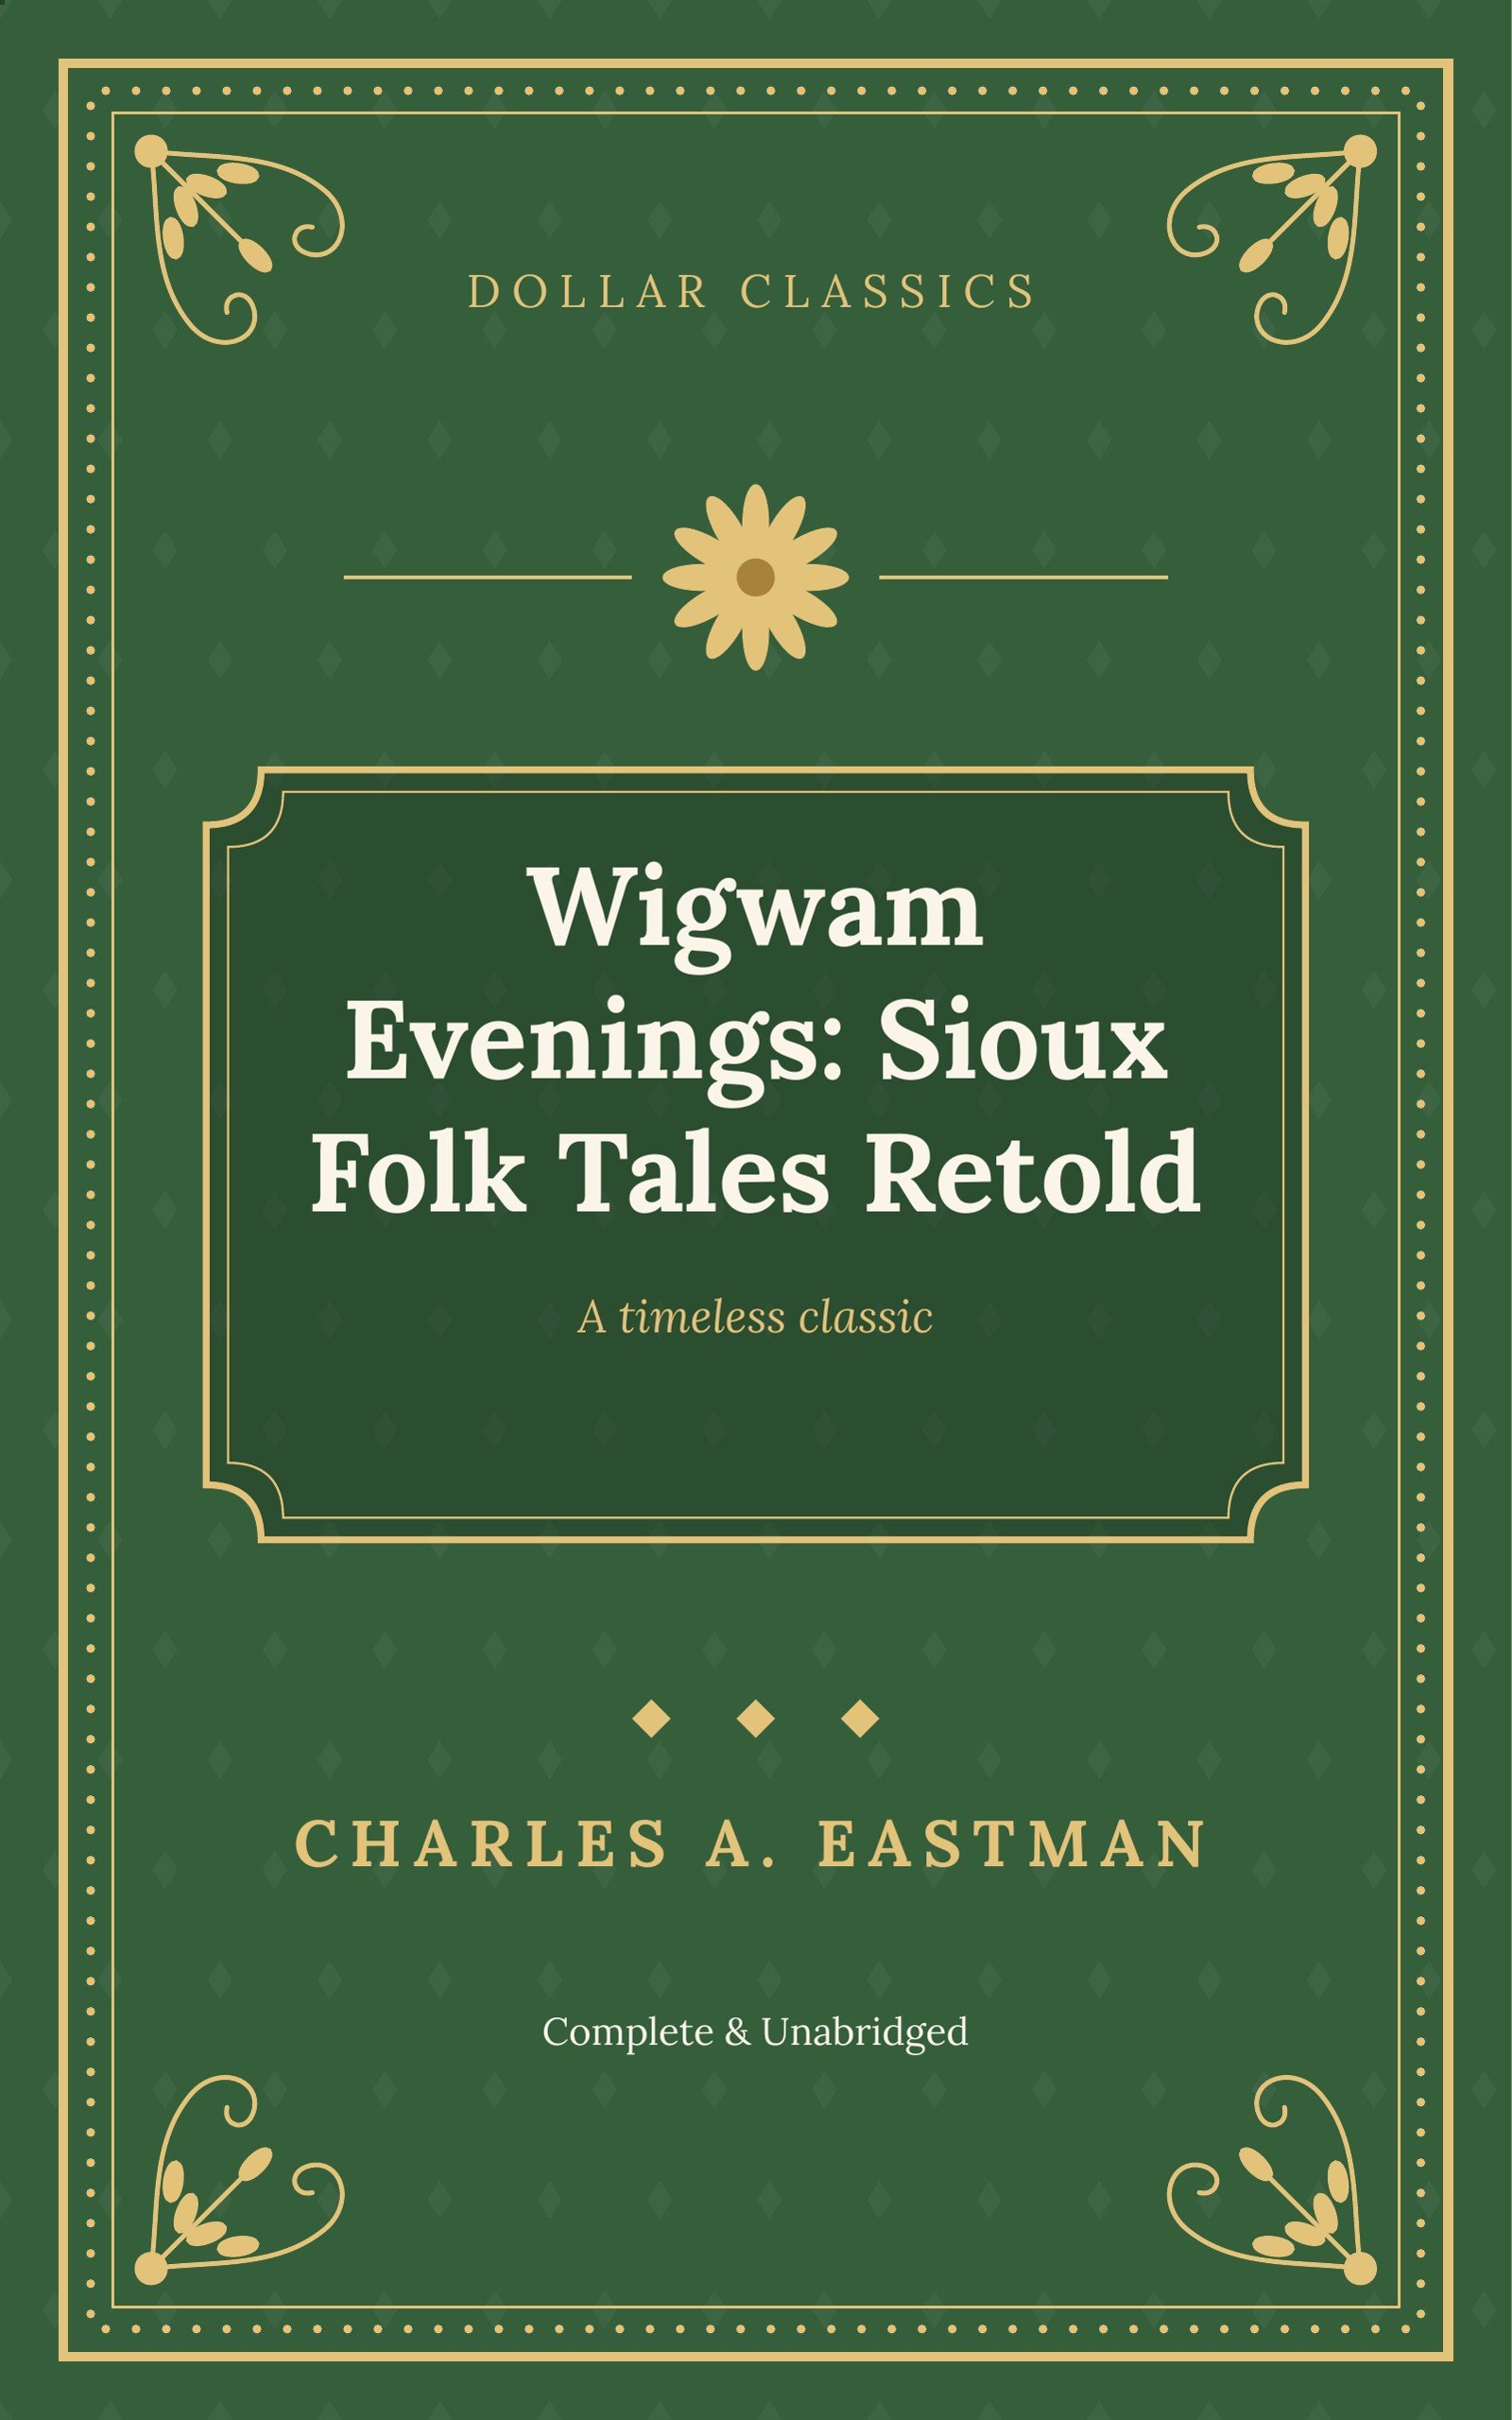 DOLLAR CLASSICS
Wigwam
Evenings: Sioux
Folk Tales Retold
A timeless classic
CHARLES A. EASTMAN
Complete & Unabridged